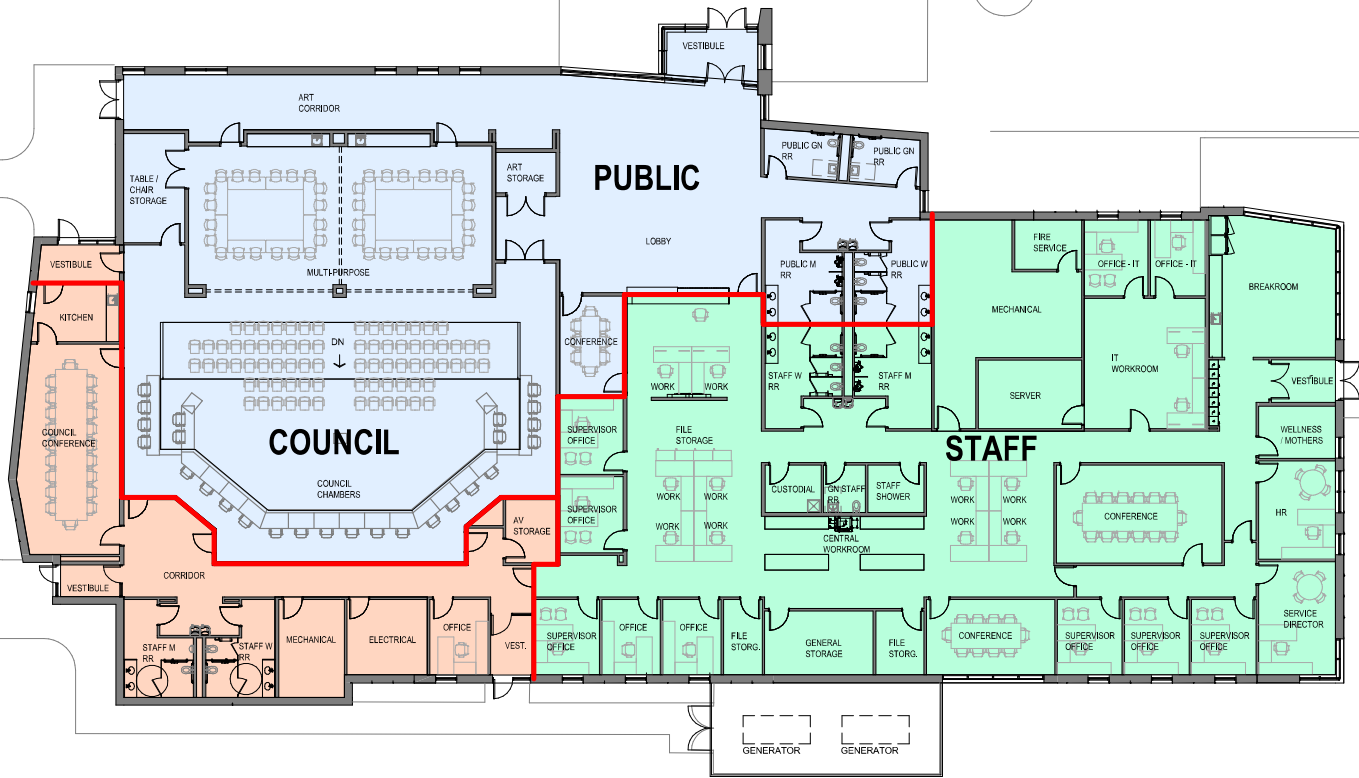 VESTIBULE
ART
CORRIDOR
PUBLIC GN
RR
PUBLIC GN
RR
TABLE /
CHAIR
STORAGE
ART
STORAGE
PUBLIC
LOBBY
FIRE
SERVICE
OFFICE - IT
OFFICE - IT
VESTIBULE
MULTI-PURPOSE
PUBLIC M
RR
PUBLIC W
RR
BREAKROOM
KITCHEN
MECHANICAL
DN
CONFERENCE
IT
WORKROOM
STAFF W
RR
STAFF M
RR
WORK
WORK
VESTIBULE
SERVER
COUNCIL
CONFERENCE
COUNCIL
SUPERVISOR
OFFICE
FILE
STORAGE
STAFF
WELLNESS
/ MOTHERS
COUNCIL
CHAMBERS
CUSTODIAL
GN STAFF
RR
STAFF
SHOWER
WORK
WORK
WORK
WORK
SUPERVISOR
OFFICE
AV
STORAGE
WORK
WORK
WORK
WORK
CONFERENCE
HR
CENTRAL
WORKROOM
CORRIDOR
VESTIBULE
STAFF M
RR
STAFF W
RR
MECHANICAL
ELECTRICAL
OFFICE
VEST.
SUPERVISOR
OFFICE
OFFICE
OFFICE
FILE
STORG.
GENERAL
STORAGE
FILE
STORG.
CONFERENCE
SUPERVISOR
OFFICE
SUPERVISOR
OFFICE
SUPERVISOR
OFFICE
SERVICE
DIRECTOR
GENERATOR
GENERATOR